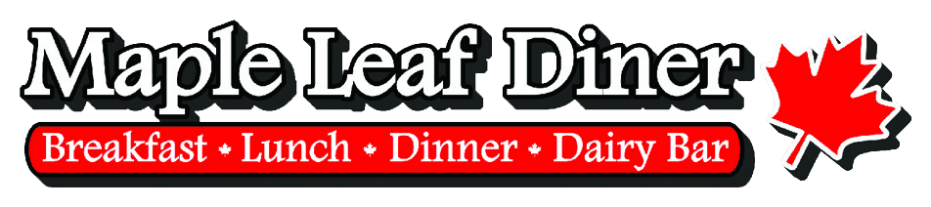 Maple Leaf Diner
Breakfast • Lunch • Dinner • Dairy Bar